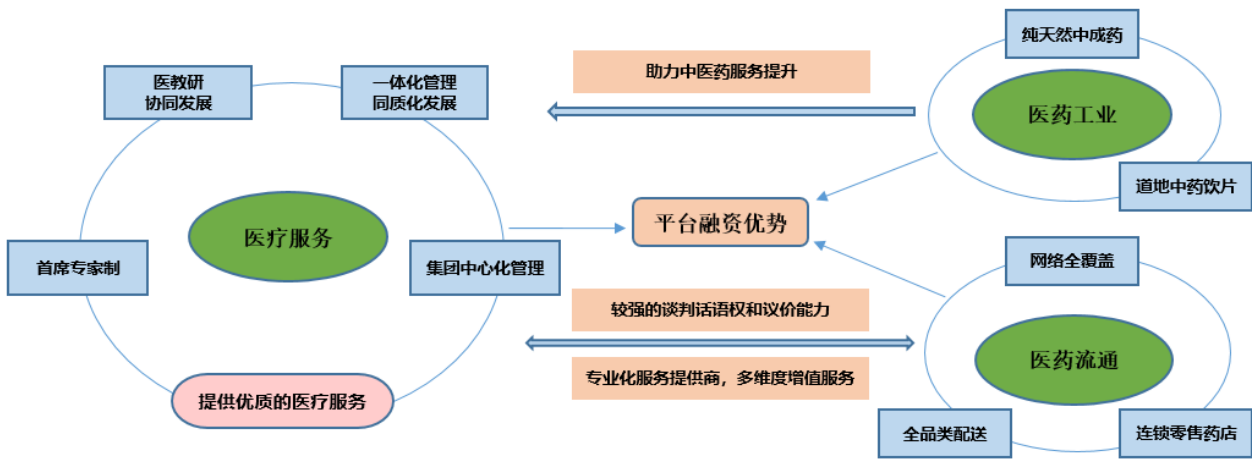 医教研
协同发展
一体化管理
同质化发展
医疗服务
首席专家制
集团中心化管理
提供优质的医疗服务
助力中医药服务提升
平台融资优势
较强的谈判话语权和议价能力
专业化服务提供商，多维度增值服务
纯天然中成药
医药工业
道地中药饮片
网络全覆盖
医药流通
全品类配送
连锁零售药店